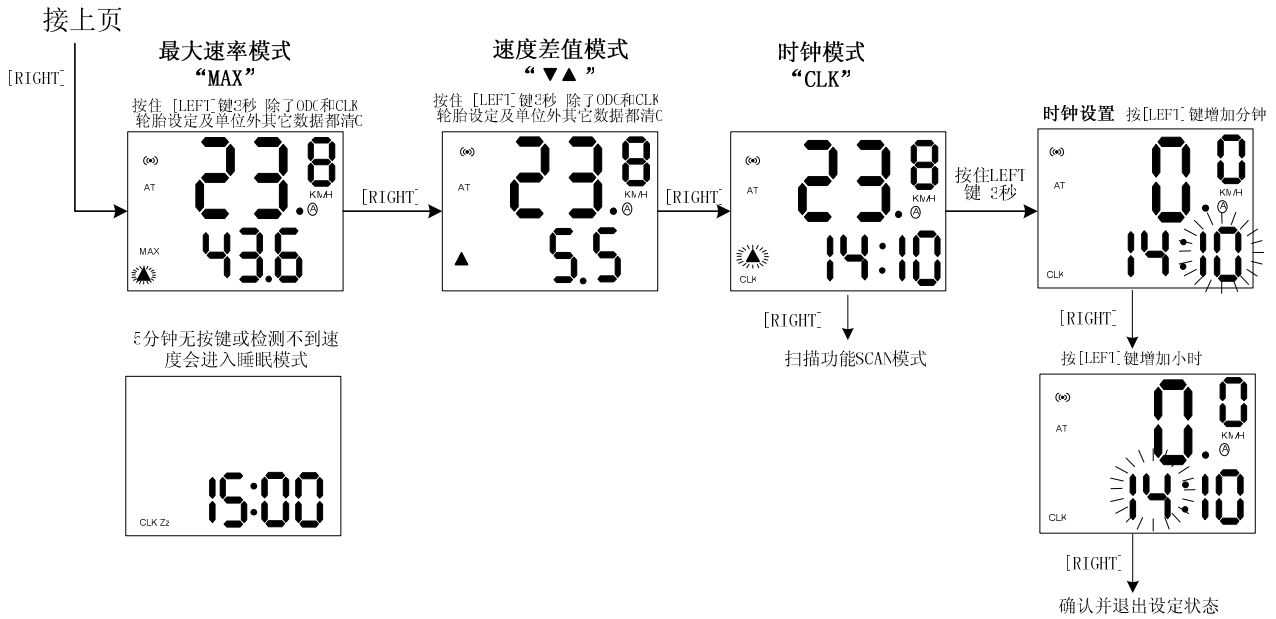 接上页
[RIGHT]
最大速率模式
“MAX”
按住 [LEFT]键3秒 除了ODO和CLK
轮胎设定及单位外其它数据都清0
23.8
AT
KM/H
A
MAX
43.6
[RIGHT]
速度差值模式
“ ▼▲ ”
按住 [LEFT]键3秒 除了ODO和CLK
轮胎设定及单位外其它数据都清0
23.8
AT
KM/H
A
5.5
[RIGHT]
时钟模式
“CLK”
23.8
AT
KM/H
A
14:10
CLK
[RIGHT]
扫描功能SCAN模式
按住LEFT
键 3秒
时钟设置 按[LEFT]键增加分钟
0.0
AT
KM/H
A
14:10
CLK
[RIGHT]
按[LEFT]键增加小时
0.0
AT
KM/H
A
14:10
CLK
[RIGHT]
确认并退出设定状态
5分钟无按键或检测不到速
度会进入睡眠模式
15:00
CLK Zz